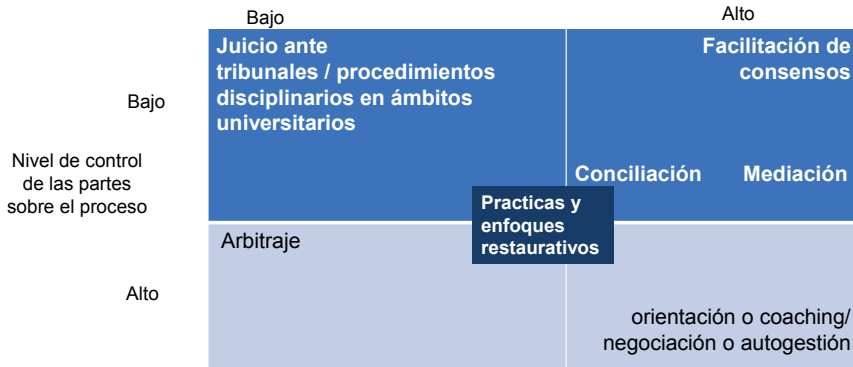 Bajo
Alto
Juicio ante
tribunales / procedimientos
disciplinarios en ámbitos
universitarios
Facilitación de
consensos
Bajo
Nivel de control
de las partes
sobre el proceso
Conciliación
Mediación
Practicas y
enfoques
restaurativos
Arbitraje
Alto
orientación o coaching/
negociación o autogestión